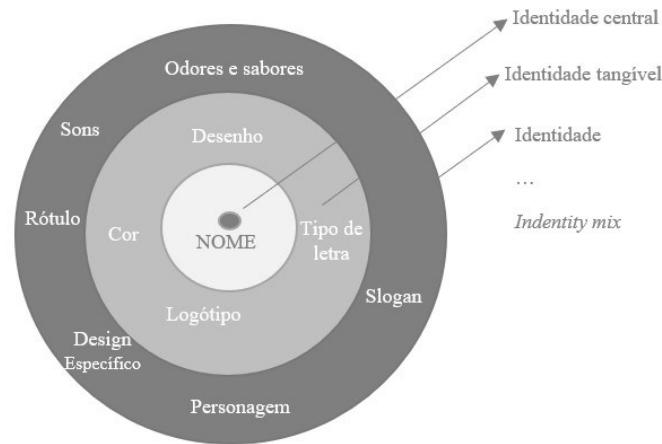 Identidade central
Odores e sabores
Identidade tangível
Sons
Desenho
Identidade
...
Rótulo
Cor
NOME
Tipo de
letra
Indentity mix
Slogan
Logótipo
Design
Específico
Personagem